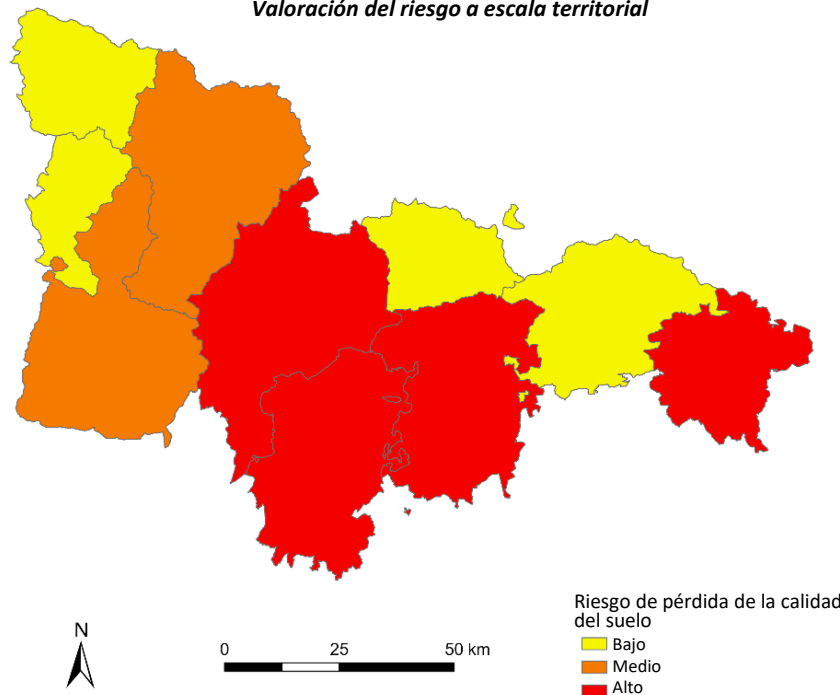 Valoración del riesgo a escala territorial
N
0 25 50 km
Riesgo de pérdida de la calidad
del suelo
Bajo
Medio
Alto